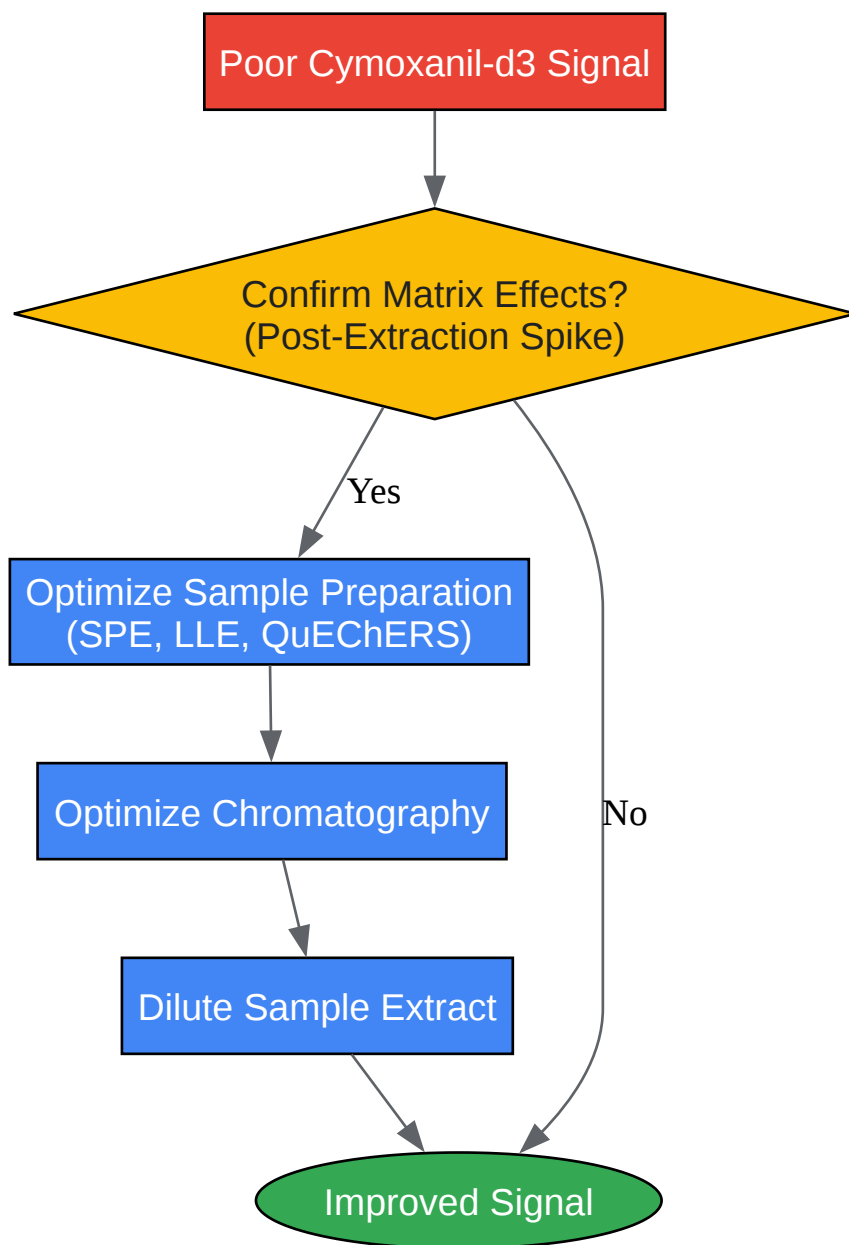 Poor Cymoxanil-d3 Signal
Confirm Matrix Effects?
(Post-Extraction Spike)
Yes
Optimize Sample Preparation
(SPE, LLE, QuEChERS)
Optimize Chromatography
No
Dilute Sample Extract
Improved Signal